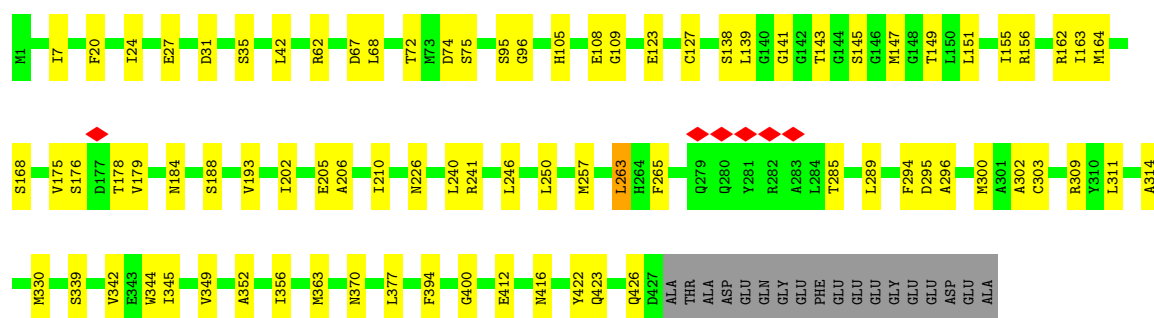 M1 I7 F20 I24 E27 D31 S35 L42 R62 D67 L68 T72 M73 D74 S75 S95 G96 H105 E108 G109 E123 C127 S138 L139 G140 G141 G142 T143 G144 S145 G146 M147 G148 T149 L150 L151 I155 R156 R162 I163 M164
S168 V175 S176 D177 T178 V179 N184 S188 V193 I202 E205 A206 I210 N226 L240 R241 L246 L250 M257 L263 H264 F265 Q279 Q280 Y281 R282 A283 L284 T285 L289 F294 D295 A296 M300 A301 A302 C303 R309 Y310 L311 A314
M330 S339 V342 E343 W344 I345 V349 A352 I356 M363 N370 L377 F394 G400 E412 N416 Y422 Q423 Q426 D427 ALA THR ALA ASP GLU GLN GLY GLU PHE GLU GLU GLU GLY GLU GLU ASP GLU ALA